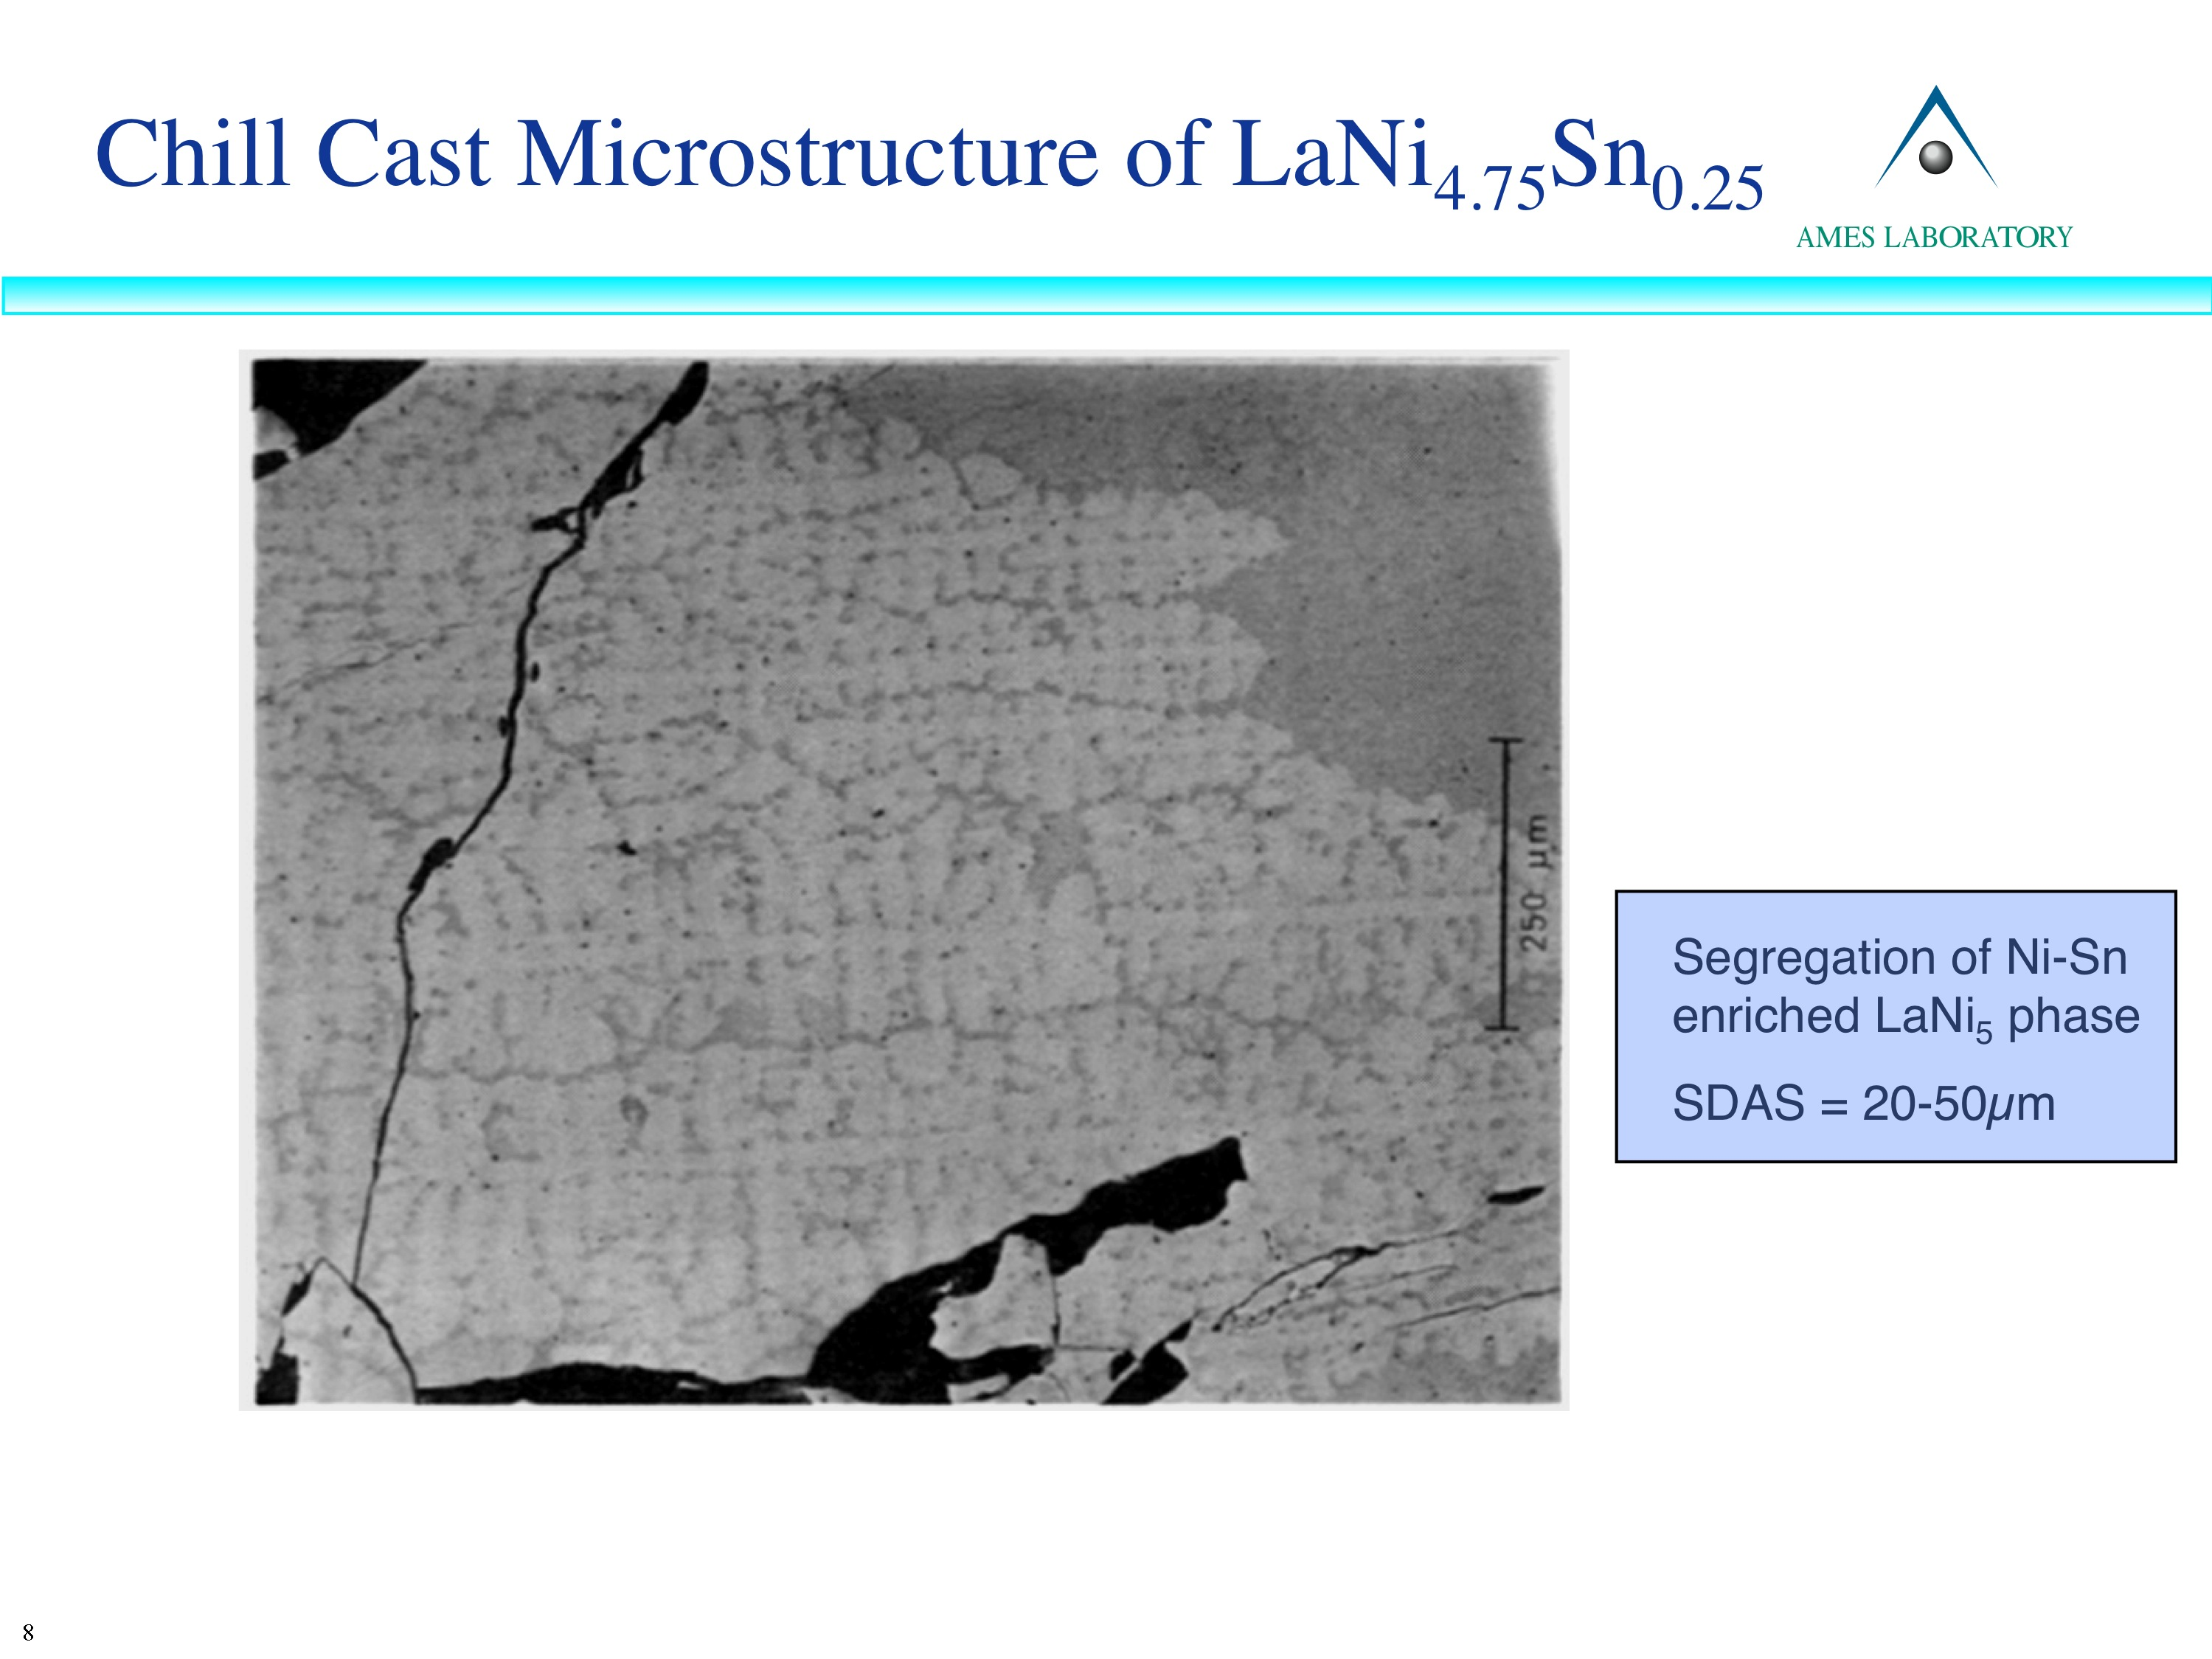 Chill Cast Microstructure of LaNi₄.₇₅Sn₀.₂₅
AMES LABORATORY
250 µm
Segregation of Ni-Sn
enriched LaNi₅ phase
SDAS = 20-50µm
8